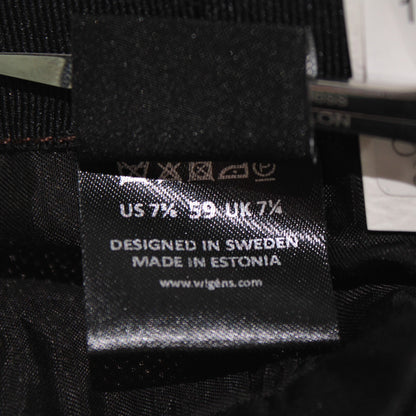 US 7⅜ 59 UK 7¼
DESIGNED IN SWEDEN
MADE IN ESTONIA
www.wigens.com